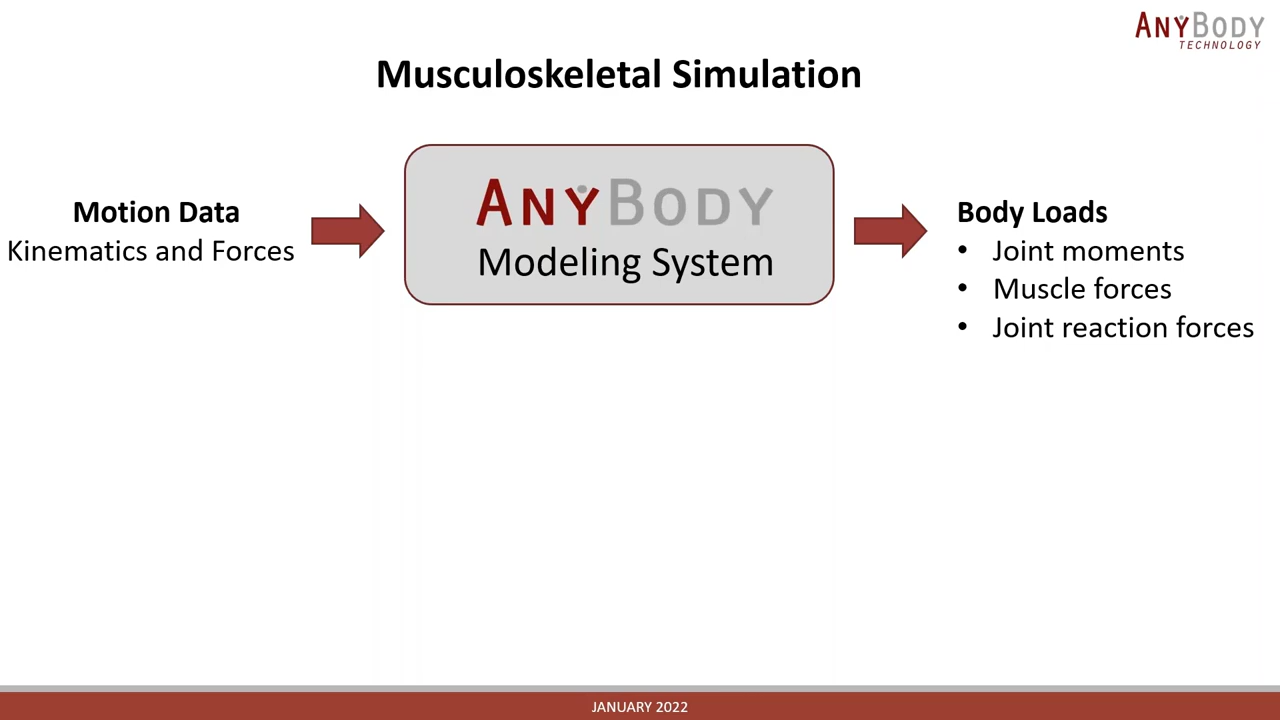 ANYBODY
TECHNOLOGY
Musculoskeletal Simulation
Motion Data
Kinematics and Forces
ANYBODY
Modeling System
Body Loads
• Joint moments
• Muscle forces
• Joint reaction forces
JANUARY 2022